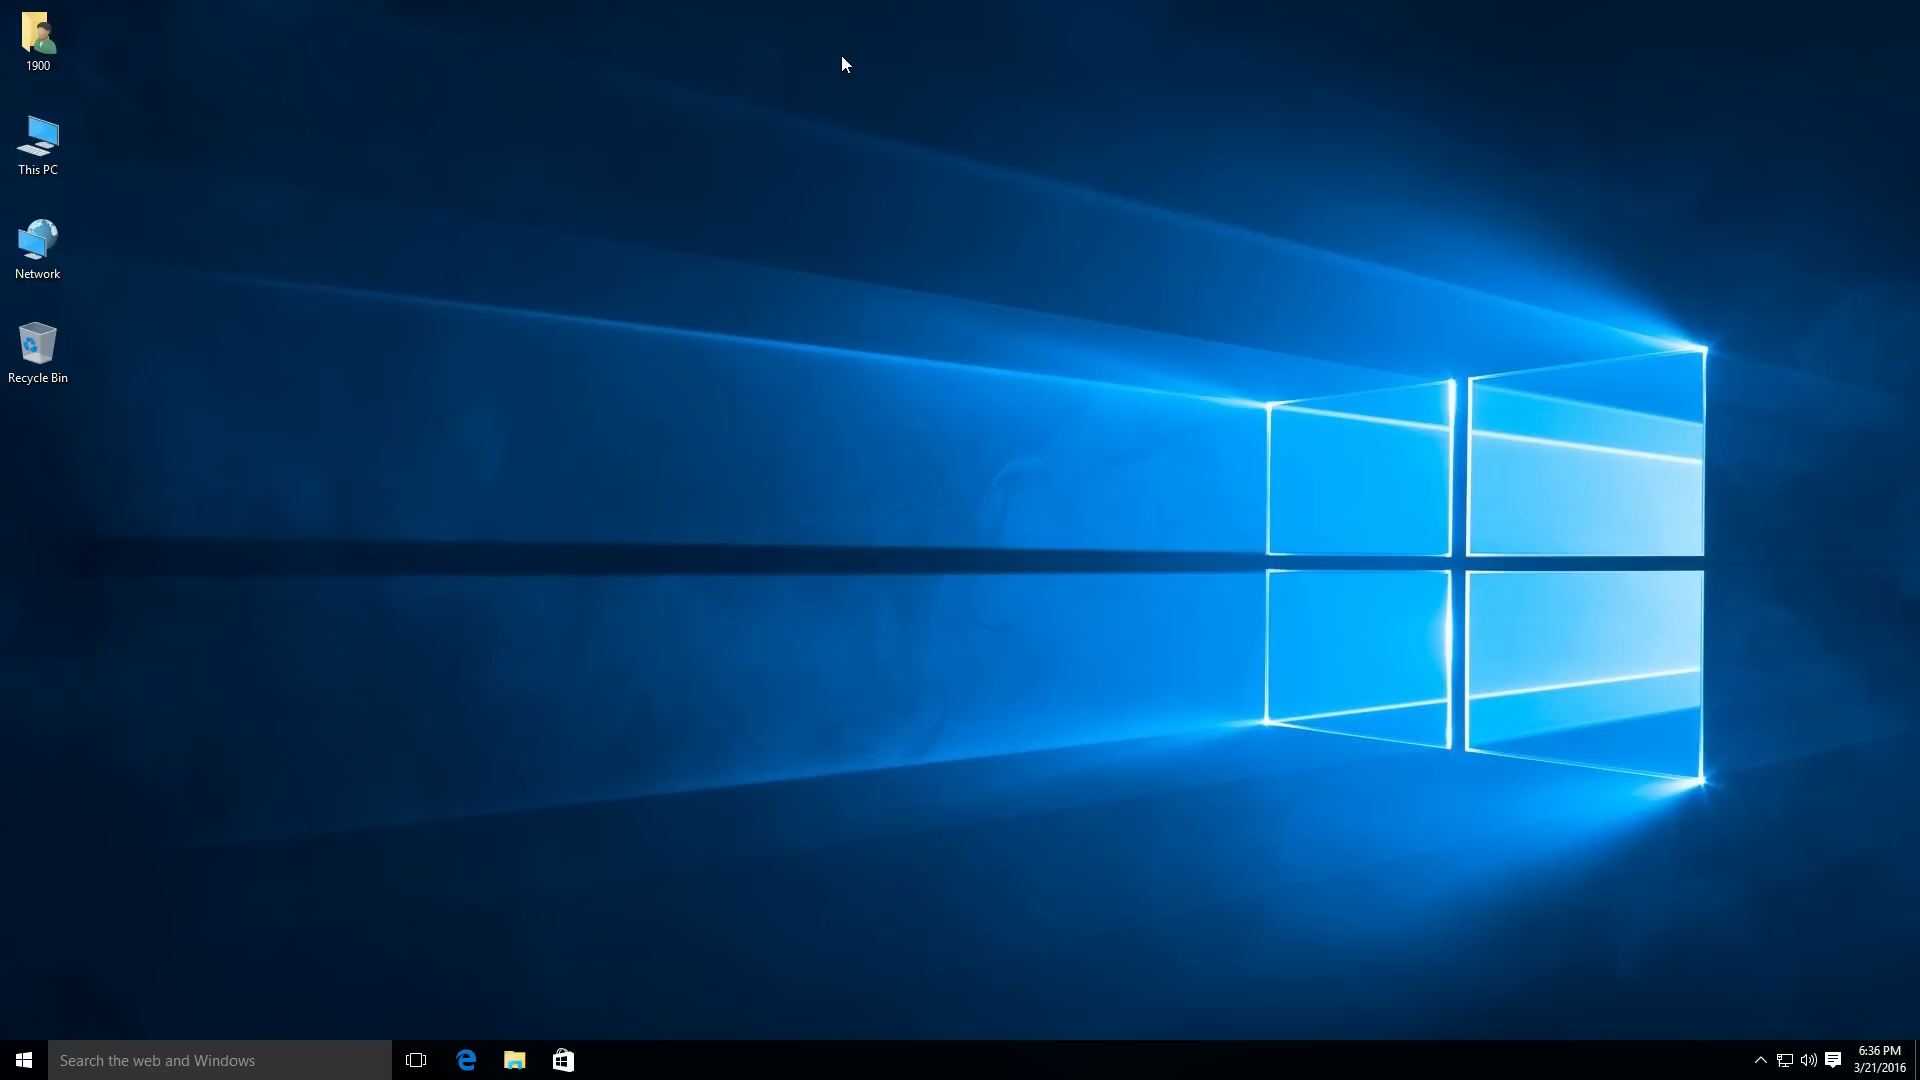 1900
This PC
Network
Recycle Bin
Search the web and Windows
6:36 PM
3/21/2016